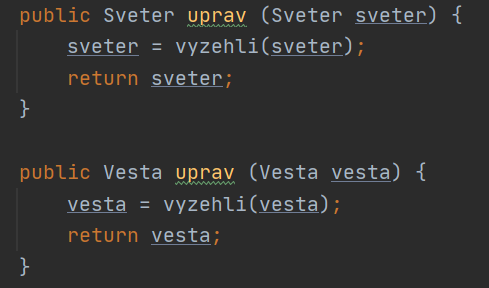 public Sveter uprav (Sveter sveter) {
    sveter = vyzehli(sveter);
    return sveter;
}
public Vesta uprav (Vesta vesta) {
    vesta = vyzehli(vesta);
    return vesta;
}